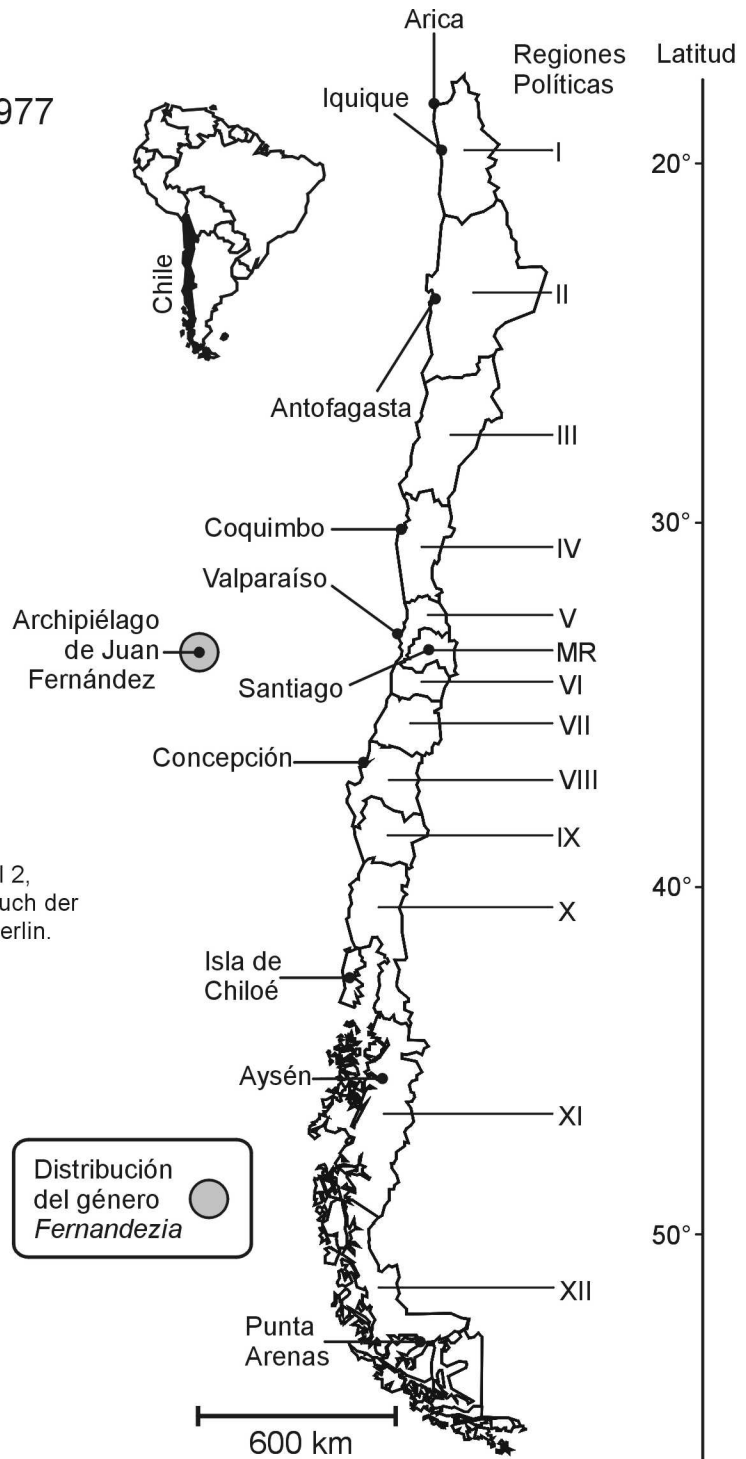 Arica
Regiones
Políticas
Latitud
977
Iquique
I
20°
Chile
II
Antofagasta
III
Coquimbo
30°
IV
Valparaíso
V
Archipiélago
de Juan
Fernández
MR
Santiago
VI
VII
Concepción
VIII
IX
l 2,
uch der
erlin.
40°
X
Isla de
Chiloé
Aysén
XI
Distribución
del género
Fernandezia
50°
XII
Punta
Arenas
600 km